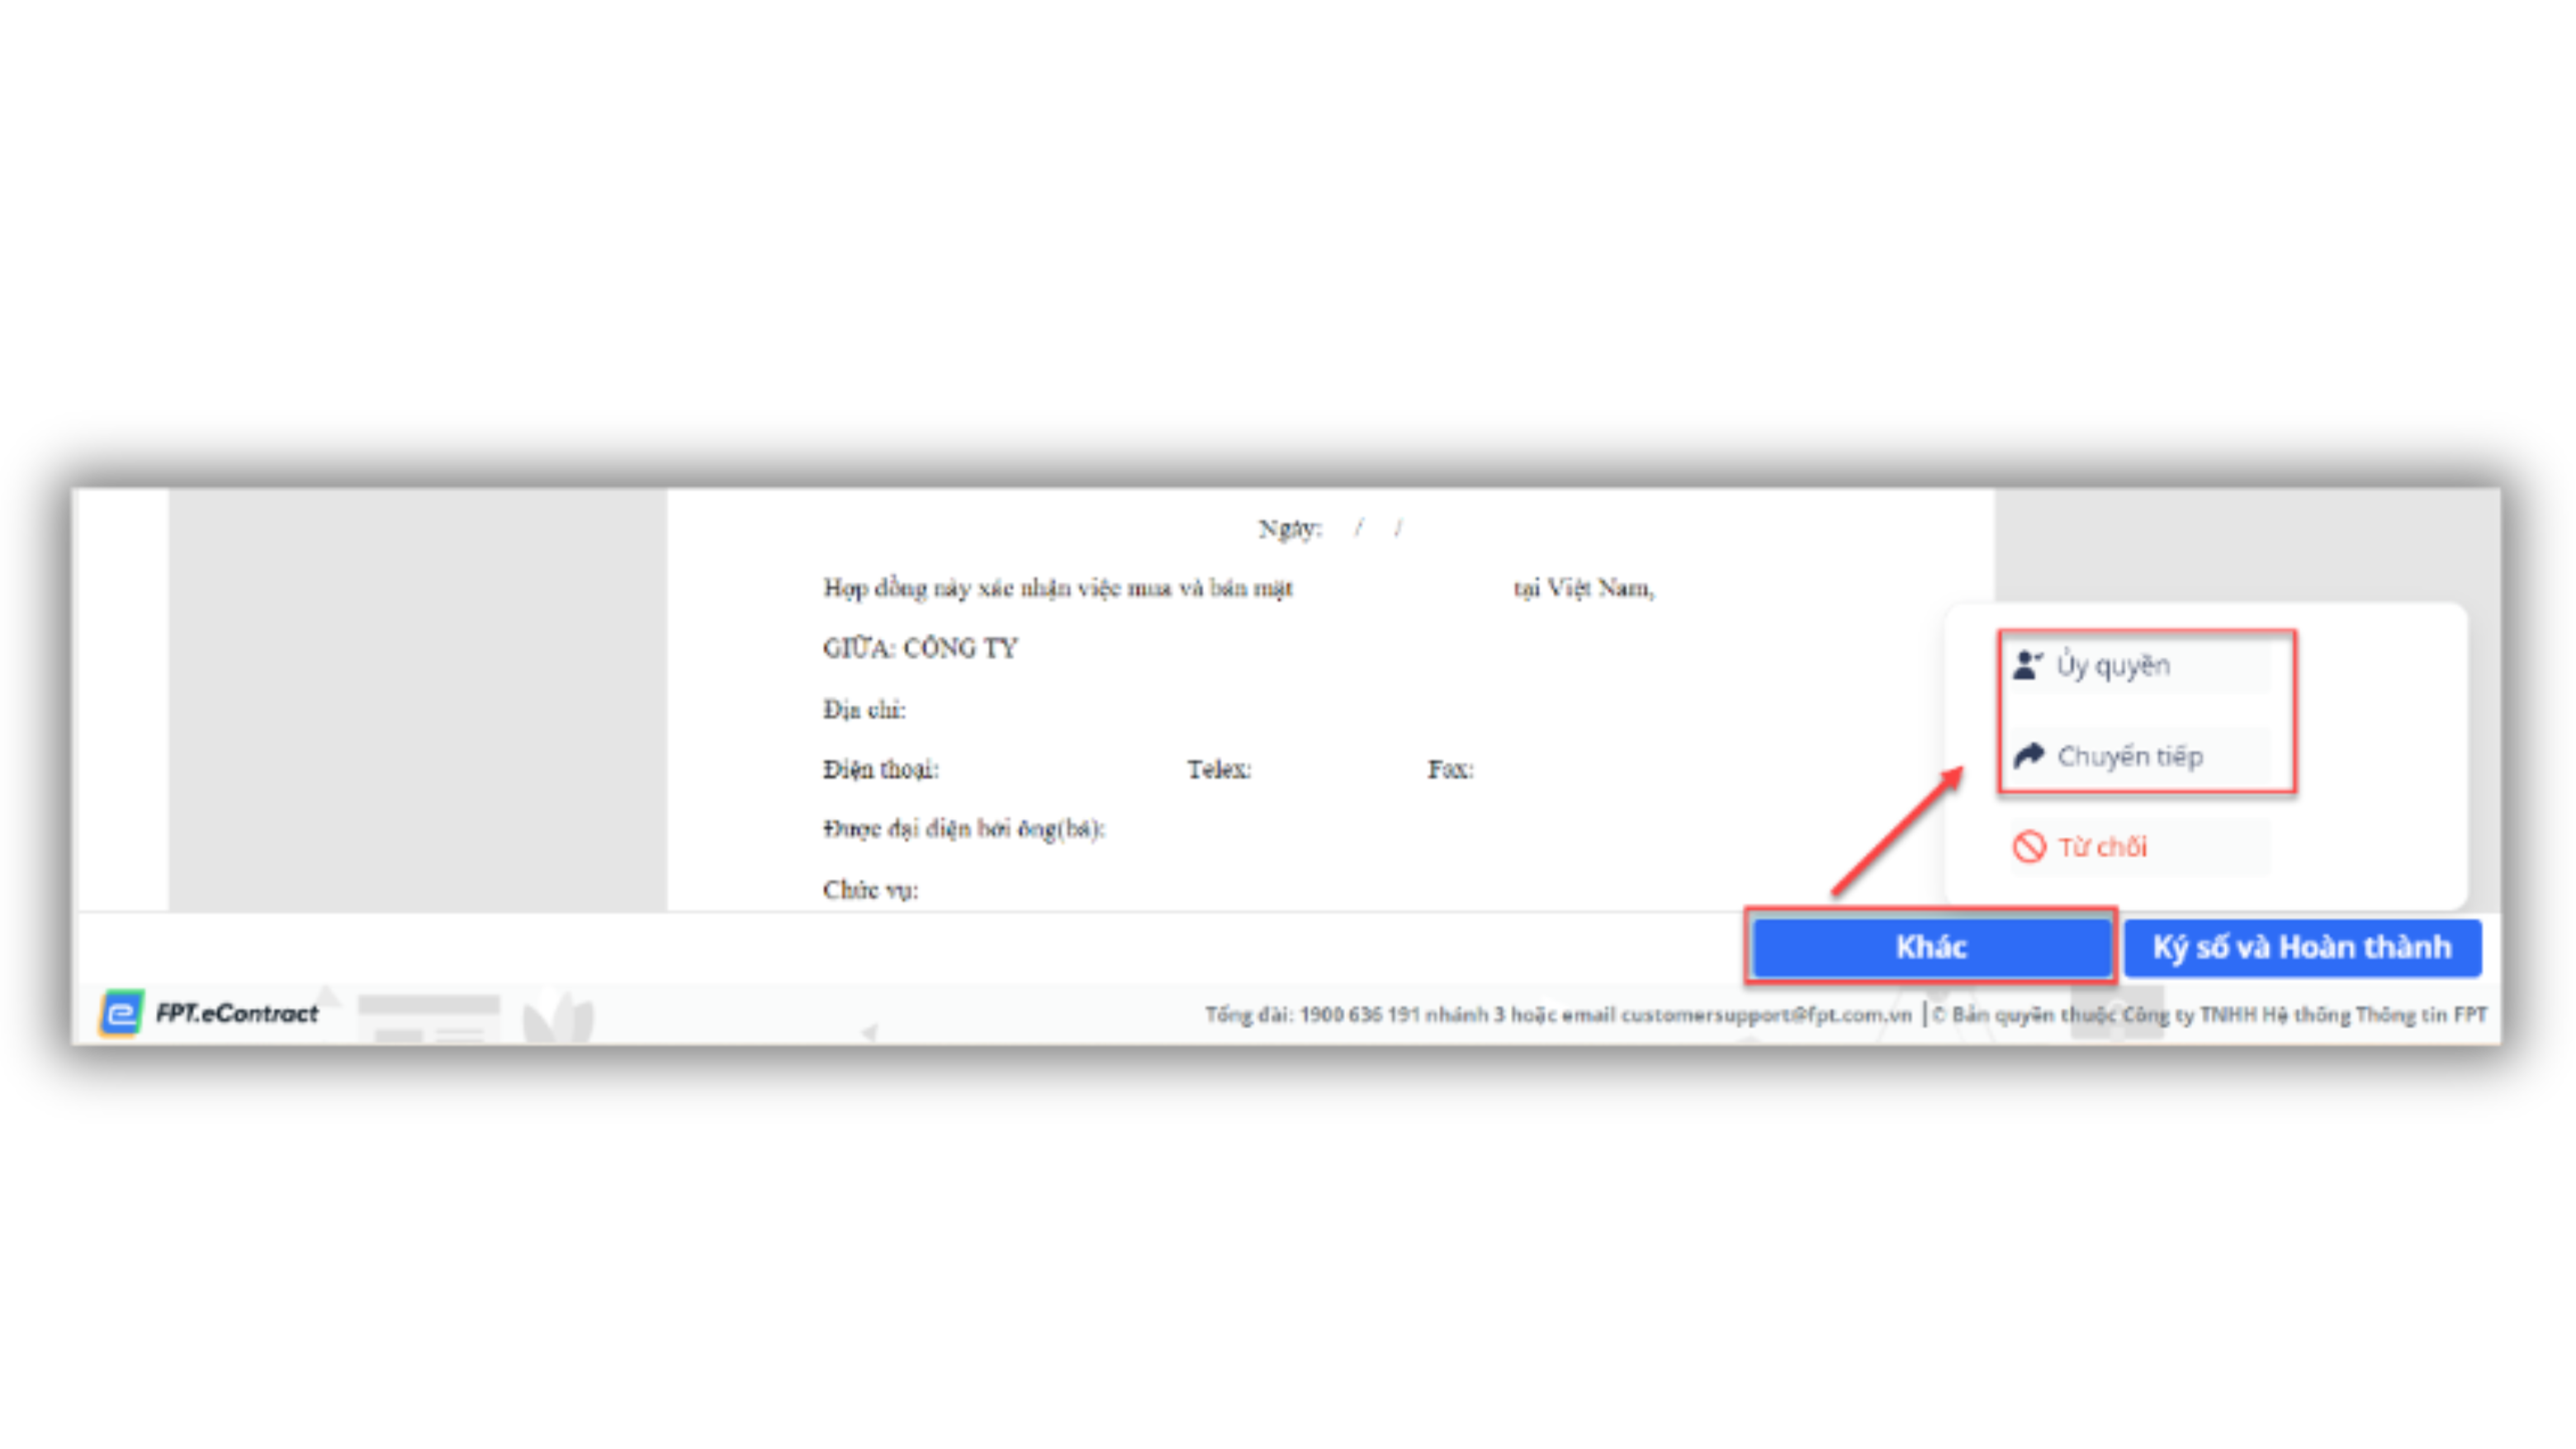 Ngày: / /
Hợp đồng này xác nhận việc mua và bán mặt tại Việt Nam,
GIỮA: CÔNG TY
Địa chỉ:
Điện thoại: Telex: Fax:
Được đại diện bởi ông(bà):
Chức vụ:
Ủy quyền
Chuyển tiếp
Từ chối
Khác
Ký số và Hoàn thành
FPT.eContract
Tổng đài: 1900 636 191 nhánh 3 hoặc email customersupport@fpt.com.vn | © Bản quyền thuộc Công ty TNHH Hệ thống Thông tin FPT